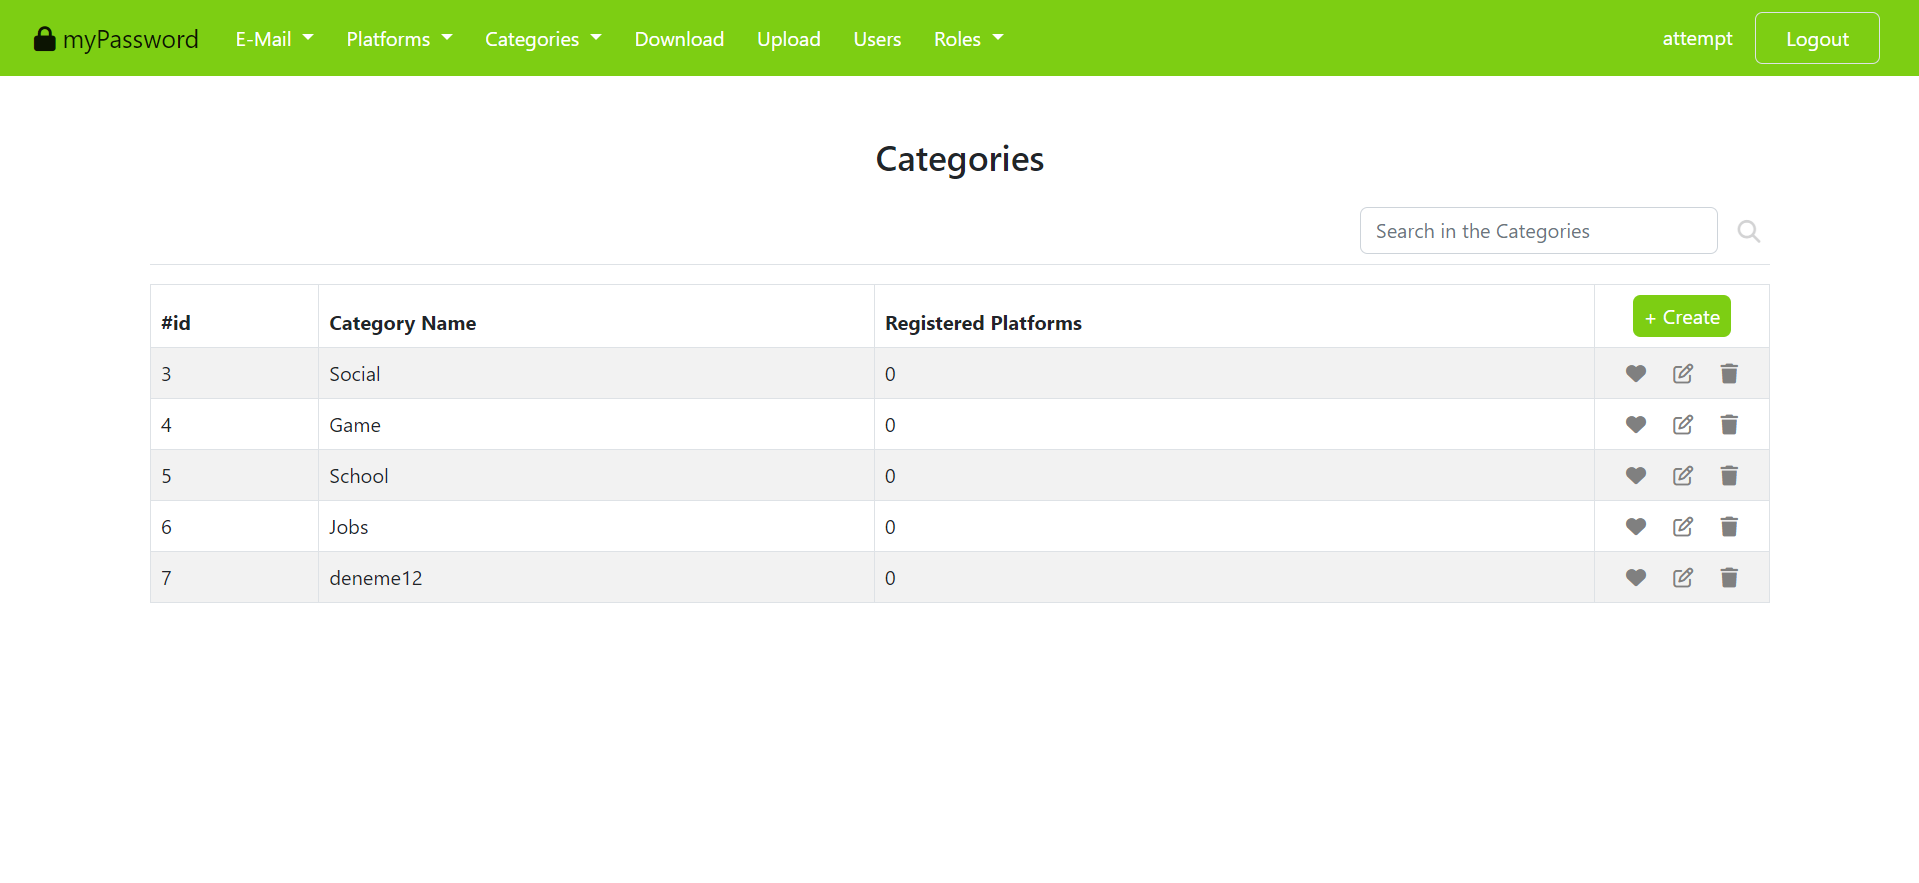 myPassword E-Mail Platforms Categories Download Upload Users Roles attempt Logout
Categories
Search in the Categories
#id Category Name Registered Platforms + Create
3 Social 0
4 Game 0
5 School 0
6 Jobs 0
7 deneme12 0